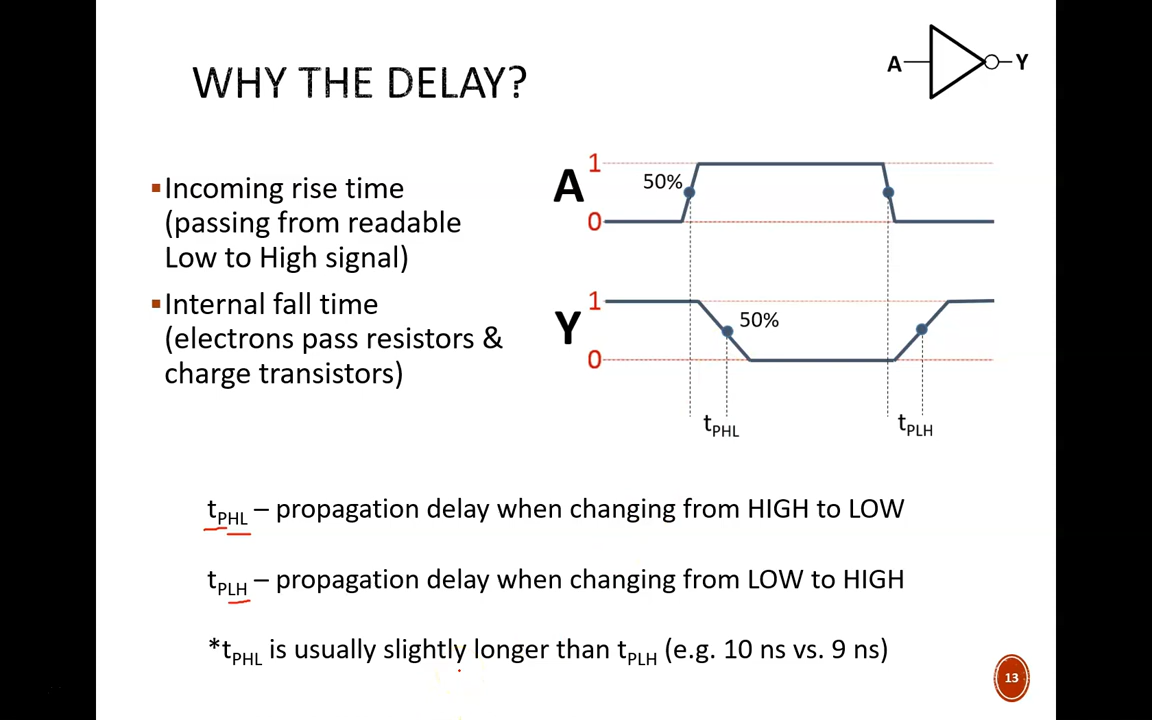 WHY THE DELAY?
A
Y
▪Incoming rise time
(passing from readable
Low to High signal)
▪Internal fall time
(electrons pass resistors &
charge transistors)
A
1
0
50%
Y
1
0
50%
tPHL
tPLH
tPHL – propagation delay when changing from HIGH to LOW
tPLH – propagation delay when changing from LOW to HIGH
*tPHL is usually slightly longer than tPLH (e.g. 10 ns vs. 9 ns)
13